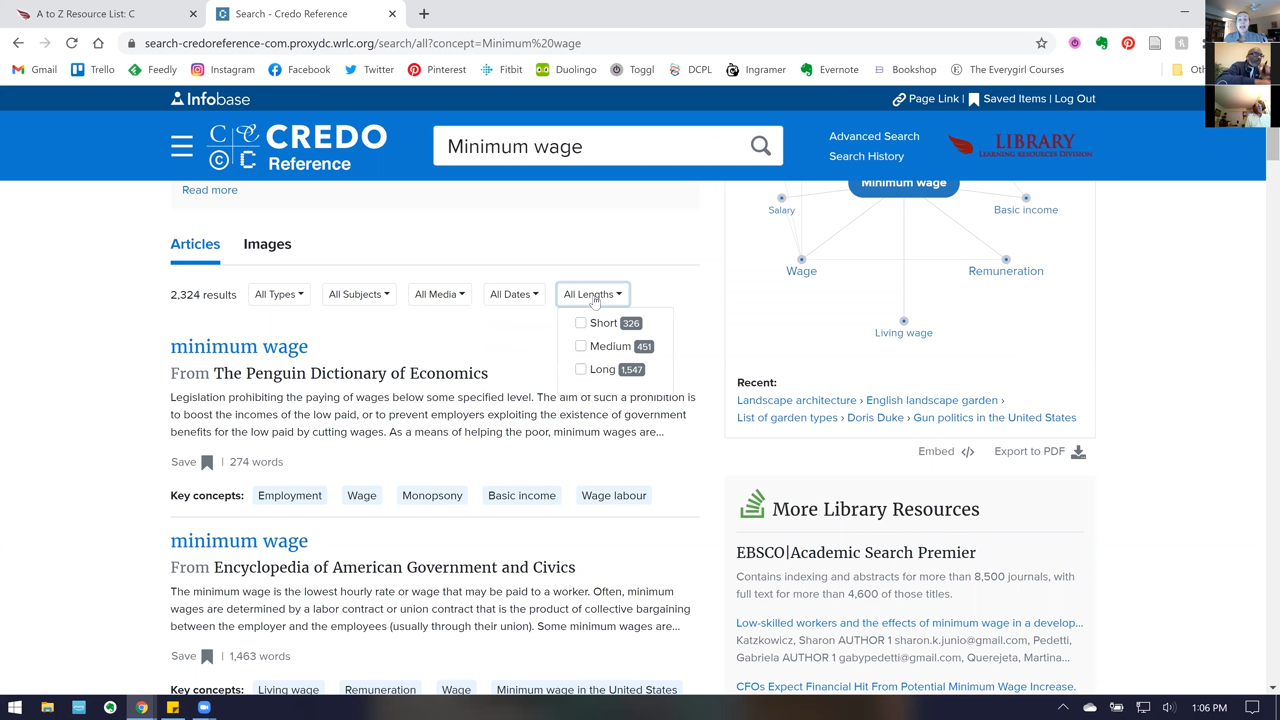 A to Z Resource List: C
Search - Credo Reference
search-credoreference-com.proxydc.wrlc.org/search/all?concept=Minimum%20wage
Gmail
Trello
Feedly
Instagram
Facebook
Twitter
Pinterest
Fitbit
Duolingo
Toggl
DCPL
Ingramer
Evernote
Bookshop
The Everygirl Courses
Infobase
Page Link | Saved Items | Log Out
CREDO
Reference
Minimum wage
Advanced Search
Search History
LIBRARY
LEARNING RESOURCES DIVISION
Read more
Minimum wage
Salary
Basic income
Wage
Remuneration
Living wage
Articles
Images
2,324 results
All Types
All Subjects
All Media
All Dates
All Lengths
Short 326
Medium 451
Long 1,547
minimum wage
From The Penguin Dictionary of Economics
Legislation prohibiting the paying of wages below some specified level. The aim of such a prohibition is
to boost the incomes of the low paid, or to prevent employers exploiting the existence of government
benefits for the low paid by cutting wages. As a means of helping the poor, minimum wages are...
Save | 274 words
Key concepts: Employment Wage Monopsony Basic income Wage labour
minimum wage
From Encyclopedia of American Government and Civics
The minimum wage is the lowest hourly rate or wage that may be paid to a worker. Often, minimum
wages are determined by a labor contract or union contract that is the product of collective bargaining
between the employer and the employees (usually through their union). Some minimum wages are...
Save | 1,463 words
Key concepts: Living wage Remuneration Wage Minimum wage in the United States
Recent:
Landscape architecture › English landscape garden ›
List of garden types › Doris Duke › Gun politics in the United States
Embed </>
Export to PDF
More Library Resources
EBSCO|Academic Search Premier
Contains indexing and abstracts for more than 8,500 journals, with
full text for more than 4,600 of those titles.
Low-skilled workers and the effects of minimum wage in a develop...
Katzkowicz, Sharon AUTHOR 1 sharon.k.junio@gmail.com, Pedetti,
Gabriela AUTHOR 1 gabypedetti@gmail.com, Querejeta, Martina...
CFOs Expect Financial Hit From Potential Minimum Wage Increase.
1:06 PM